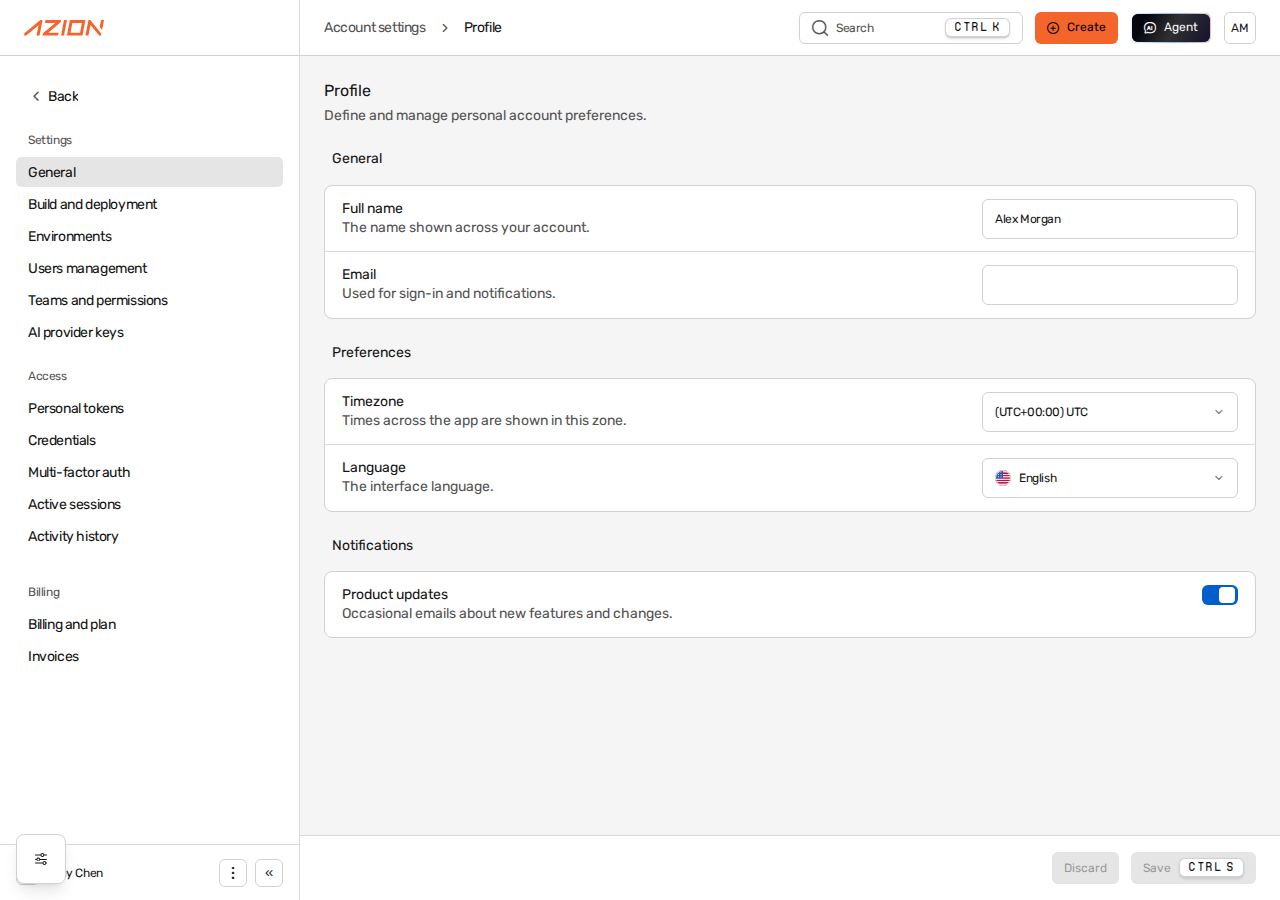 AZION
Account settings > Profile
Search
CTRL K
Create
Agent
AM
Back
Settings
General
Build and deployment
Environments
Users management
Teams and permissions
AI provider keys
Access
Personal tokens
Credentials
Multi-factor auth
Active sessions
Activity history
Billing
Billing and plan
Invoices
y Chen
Profile
Define and manage personal account preferences.
General
Full name
The name shown across your account.
Alex Morgan
Email
Used for sign-in and notifications.
Preferences
Timezone
Times across the app are shown in this zone.
(UTC+00:00) UTC
Language
The interface language.
English
Notifications
Product updates
Occasional emails about new features and changes.
Discard
Save
CTRL S